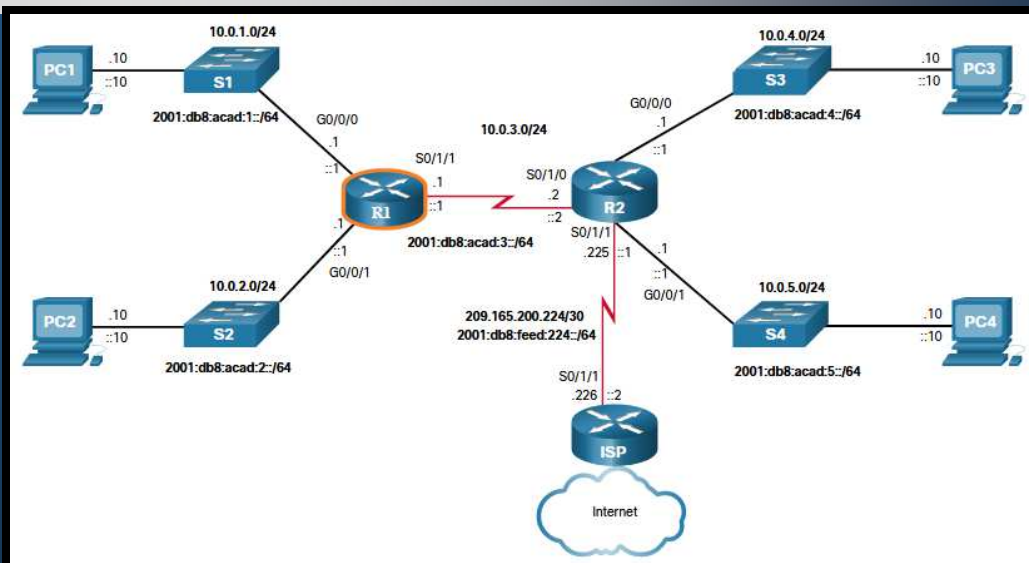 10.0.1.0/24
10.0.4.0/24
PC1
.10
::10
S1
S3
.10
::10
PC3
2001:db8:acad:1::/64
2001:db8:acad:4::/64
G0/0/0
.1
::1
10.0.3.0/24
G0/0/0
.1
::1
S0/1/1
.1
::1
S0/1/0
.2
::2
R1
R2
2001:db8:acad:3::/64
.1
::1
G0/0/1
S0/1/1
.225
::1
.1
::1
G0/0/1
10.0.2.0/24
10.0.5.0/24
PC2
.10
::10
S2
209.165.200.224/30
2001:db8:feed:224::/64
S4
.10
::10
PC4
2001:db8:acad:2::/64
2001:db8:acad:5::/64
S0/1/1
.226
::2
ISP
Internet